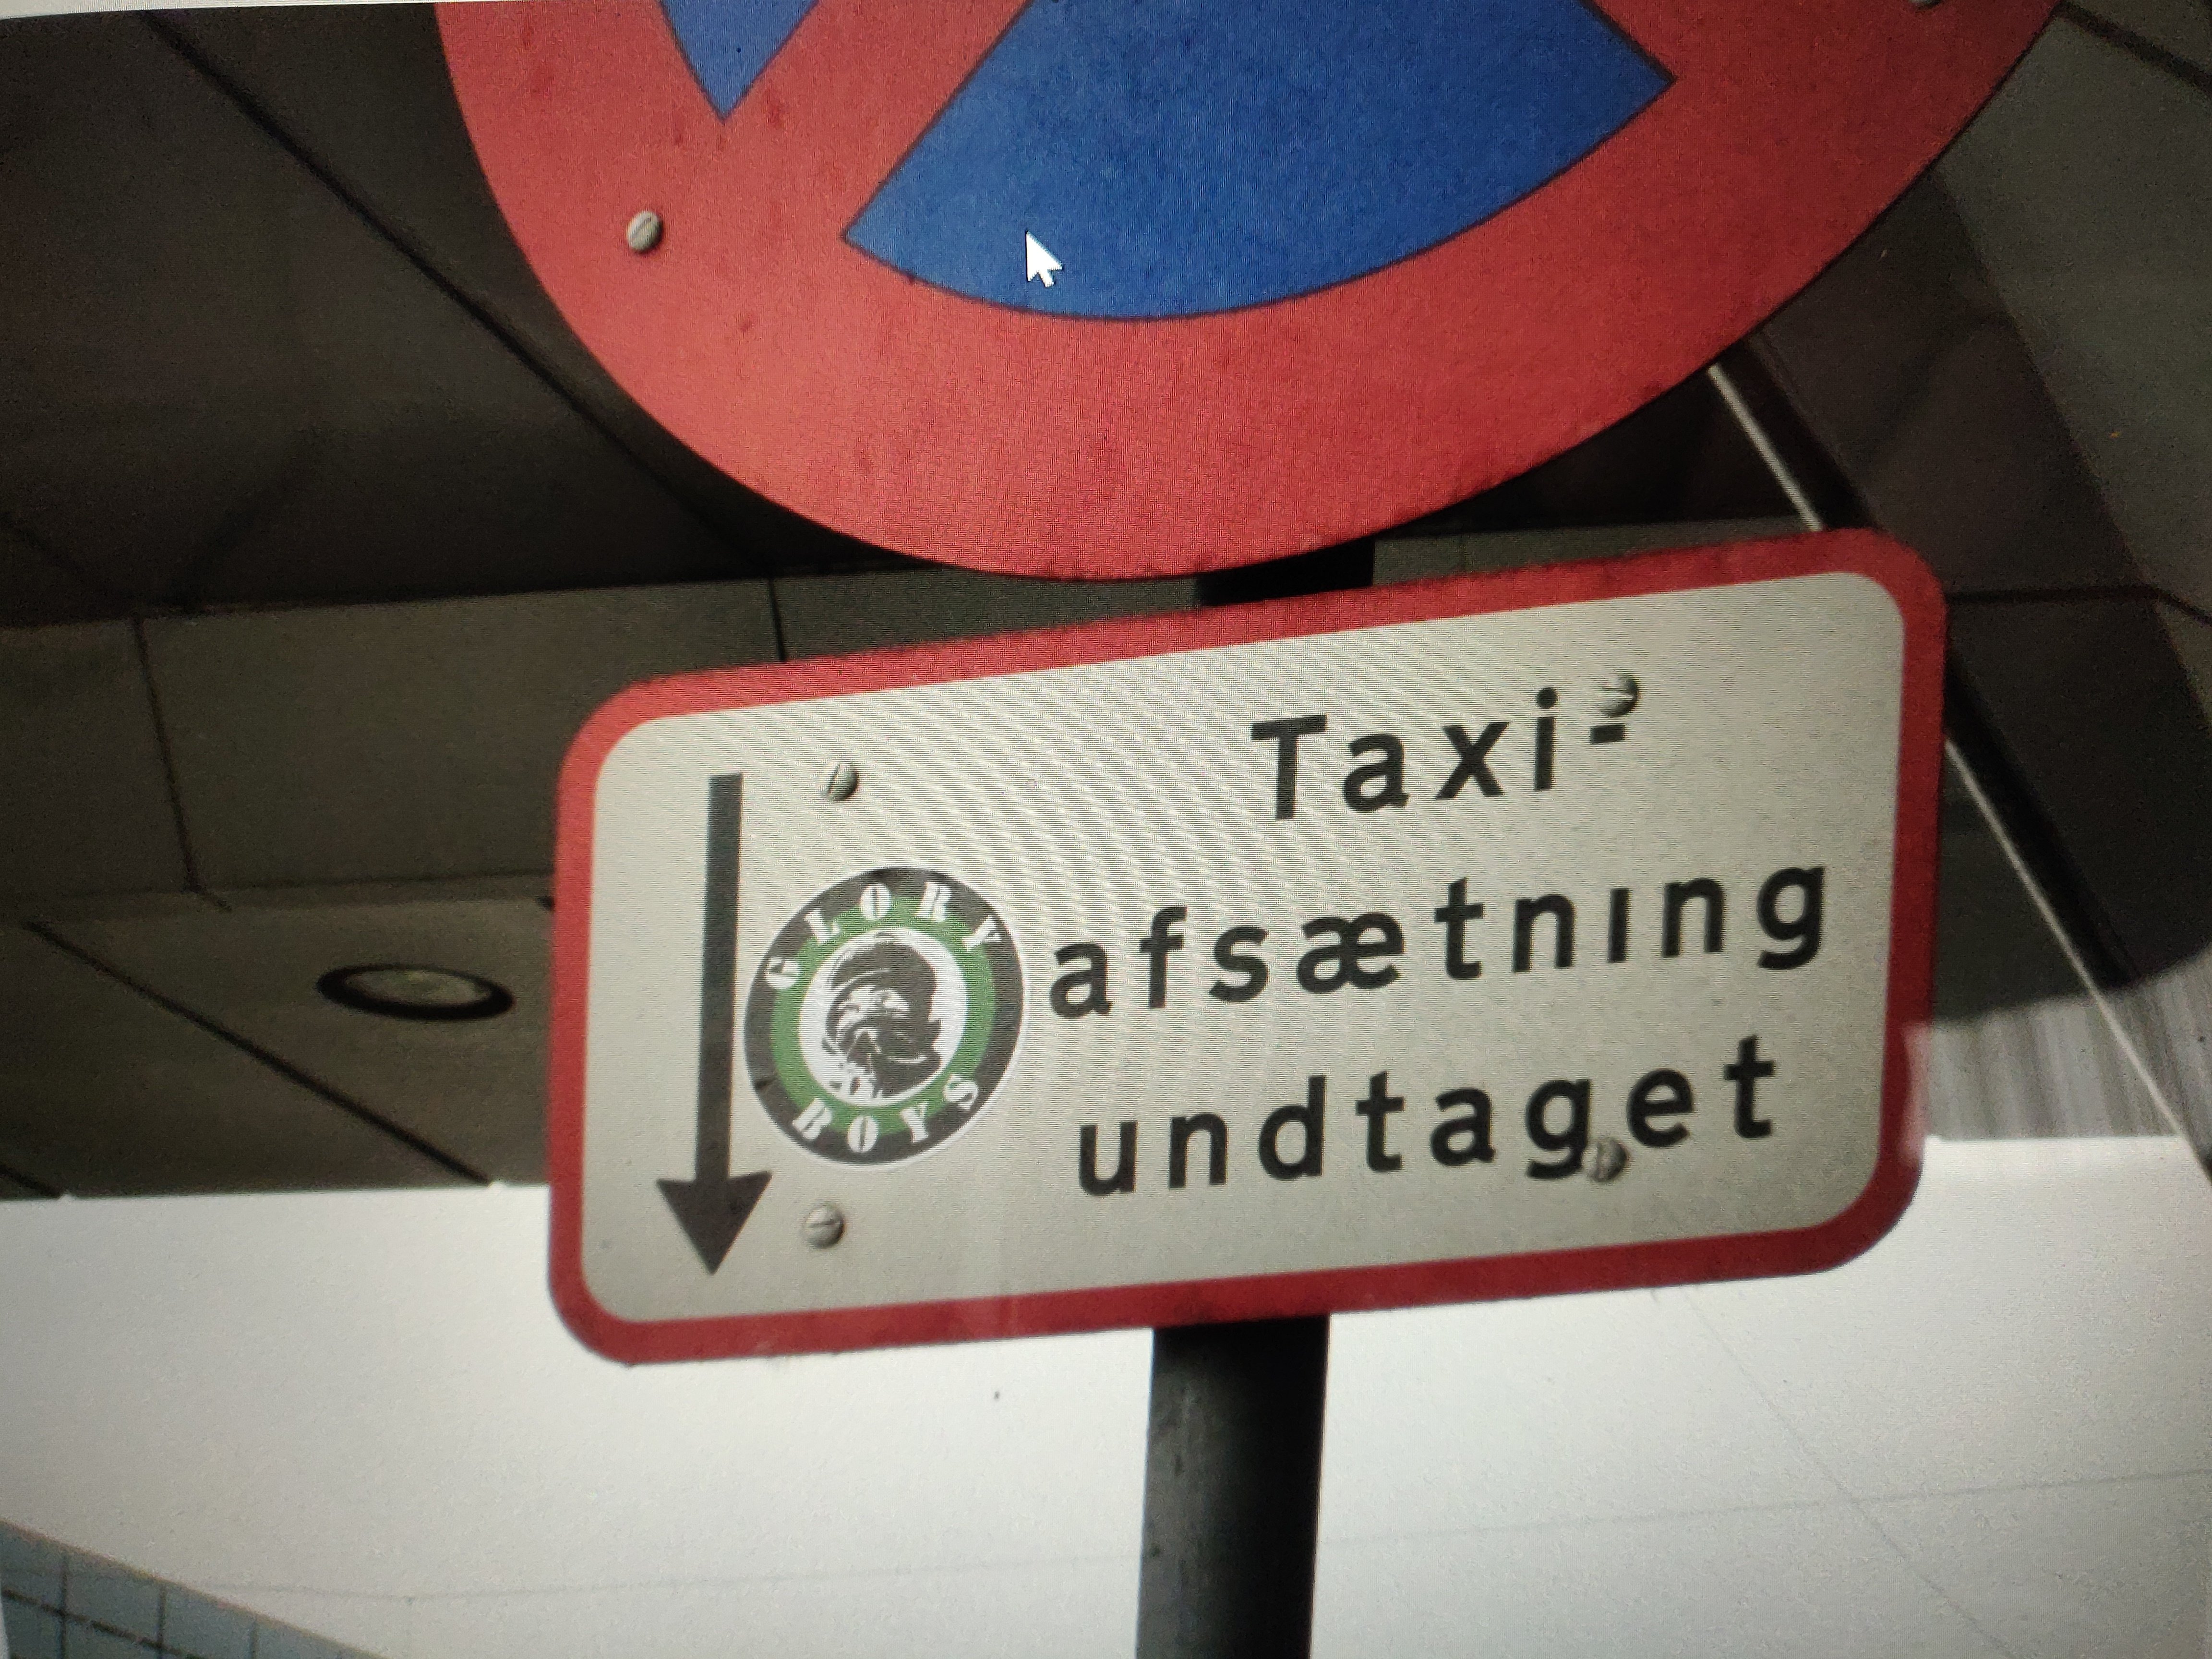 Taxi-
afsætning
undtaget
GLORY
BOYS